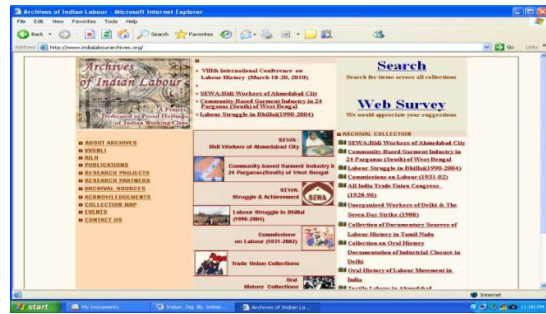 Archives of Indian Labour - Microsoft Internet Explorer
File Edit View Favorites Tools Help
Back Search Favorites
Address http://www.indialabourarchives.org/ Go Links
Archives
of Indian Labour
A Project
Dedicated to Proud Heritage
of Indian Working Class
ABOUT ARCHIVES
VVGNLI
AILH
PUBLICATIONS
RESEARCH PROJECTS
RESEARCH PARTNERS
ARCHIVAL SOURCES
ACKNOWLEDGEMENTS
COLLECTION MAP
EVENTS
CONTACT US
VIIIth International Conference on
Labour History (March 18-20, 2010)
SEWA:Bidi Workers of Ahmedabad City
Community-Based Garment Industry in 24
Parganas (South) of West Bengal
Labour Struggle in Bhillai(1990-2004)
SEWA:
Bidi Workers of Ahmedabad City
Community-based Garment Industry in
24 Parganas(South) of West Bengal
SEWA
Struggle & Achievement
SEWA
Labour Struggle in Bhillai
(1990-2004)
Commissions
on Labour (1931-2002)
Trade Union Collections
Oral
History Collections
Search
Search for items across all collections
Web Survey
We would appreciate your suggestions
ARCHIVAL COLLECTION
SEWA:Bidi Workers of Ahmedabad City
Community-Based Garment Industry in
24 Parganas (South) of West Bengal
Labour Struggle in Bhillai(1990-2004)
Commissions on Labour (1931-02)
All India Trade Union Congress
(1928-96)
Unorganised Workers of Delhi & The
Seven Day Strike (1988)
Collection of Documentary Sources of
Labour History in Tamil Nadu
Collection on Oral History
Documentation of Industrial Closure in
Delhi
Oral History of Labour Movement in
India
Textile Labour in Ahmedabad
Internet
start My Documents Archives of Indian La... 11:00 PM